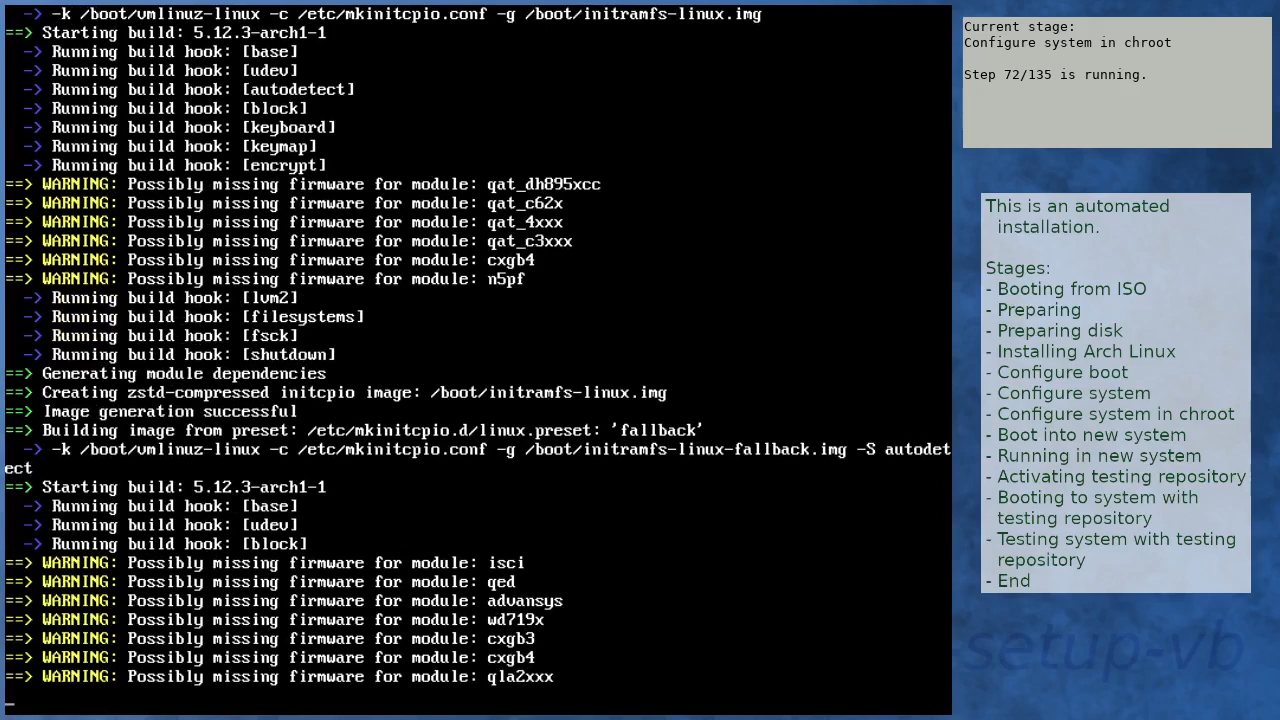 -> -k /boot/vmlinuz-linux -c /etc/mkinitcpio.conf -g /boot/initramfs-linux.img
==> Starting build: 5.12.3-arch1-1
-> Running build hook: [base]
-> Running build hook: [udev]
-> Running build hook: [autodetect]
-> Running build hook: [block]
-> Running build hook: [keyboard]
-> Running build hook: [keymap]
-> Running build hook: [encrypt]
==> WARNING: Possibly missing firmware for module: qat_dh895xcc
==> WARNING: Possibly missing firmware for module: qat_c62x
==> WARNING: Possibly missing firmware for module: qat_4xxx
==> WARNING: Possibly missing firmware for module: qat_c3xxx
==> WARNING: Possibly missing firmware for module: cxgb4
==> WARNING: Possibly missing firmware for module: n5pf
-> Running build hook: [lvm2]
-> Running build hook: [filesystems]
-> Running build hook: [fsck]
-> Running build hook: [shutdown]
==> Generating module dependencies
==> Creating zstd-compressed initcpio image: /boot/initramfs-linux.img
==> Image generation successful
==> Building image from preset: /etc/mkinitcpio.d/linux.preset: 'fallback'
-> -k /boot/vmlinuz-linux -c /etc/mkinitcpio.conf -g /boot/initramfs-linux-fallback.img -S autodet
ect
==> Starting build: 5.12.3-arch1-1
-> Running build hook: [base]
-> Running build hook: [udev]
-> Running build hook: [block]
==> WARNING: Possibly missing firmware for module: isci
==> WARNING: Possibly missing firmware for module: qed
==> WARNING: Possibly missing firmware for module: advansys
==> WARNING: Possibly missing firmware for module: wd719x
==> WARNING: Possibly missing firmware for module: cxgb3
==> WARNING: Possibly missing firmware for module: cxgb4
==> WARNING: Possibly missing firmware for module: qla2xxx
Current stage:
Configure system in chroot
Step 72/135 is running.
This is an automated
installation.
Stages:
- Booting from ISO
- Preparing
- Preparing disk
- Installing Arch Linux
- Configure boot
- Configure system
- Configure system in chroot
- Boot into new system
- Running in new system
- Activating testing repository
- Booting to system with
testing repository
- Testing system with testing
repository
- End
setup-vb